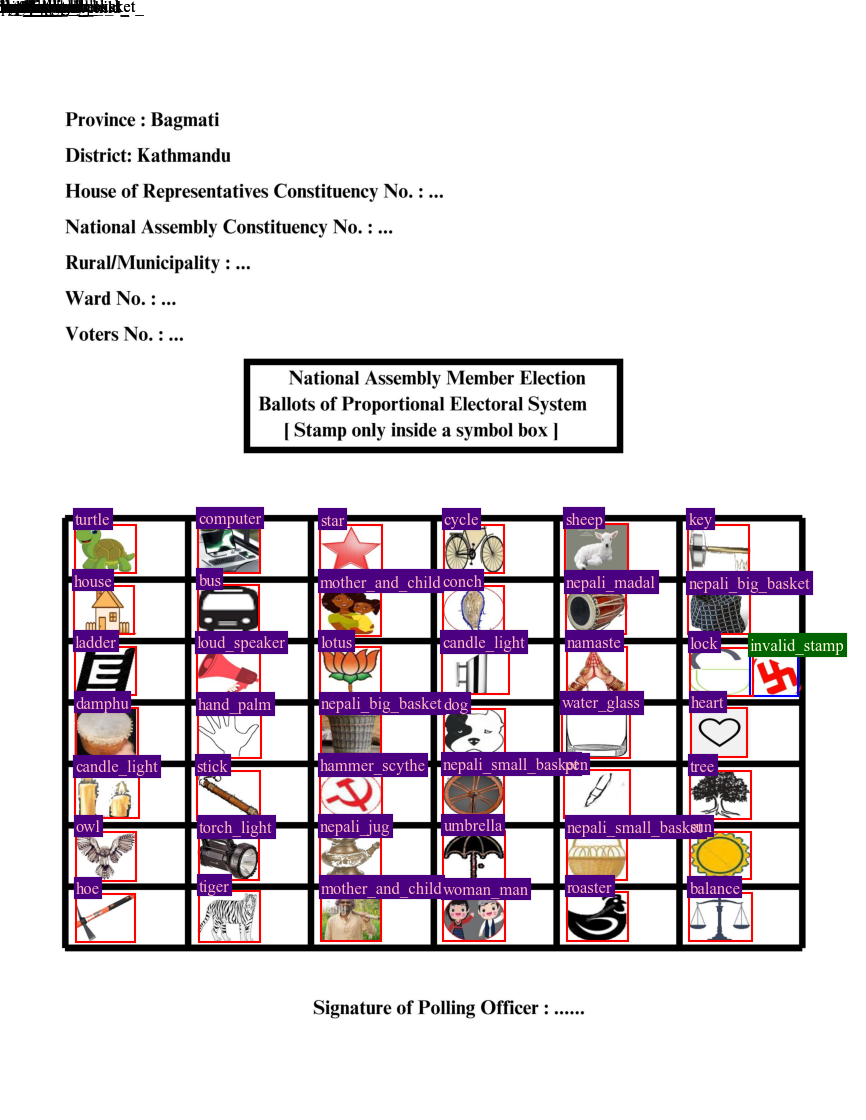 Province : Bagmati
District: Kathmandu
House of Representatives Constituency No. : ...
National Assembly Constituency No. : ...
Rural/Municipality : ...
Ward No. : ...
Voters No. : ...
National Assembly Member Election
Ballots of Proportional Electoral System
[ Stamp only inside a symbol box ]
turtle computer star cycle sheep key
house bus mother_and_child conch nepali_madal nepali_big_basket
ladder loud_speaker lotus candle_light namaste lock invalid_stamp
damphu hand_palm nepali_big_basket dog water_glass heart
candle_light stick hammer_scythe nepali_small_basket tree
owl torch_light nepali_jug umbrella nepali_small_basket
hoe tiger mother_and_child woman_man roaster balance
Signature of Polling Officer : ......